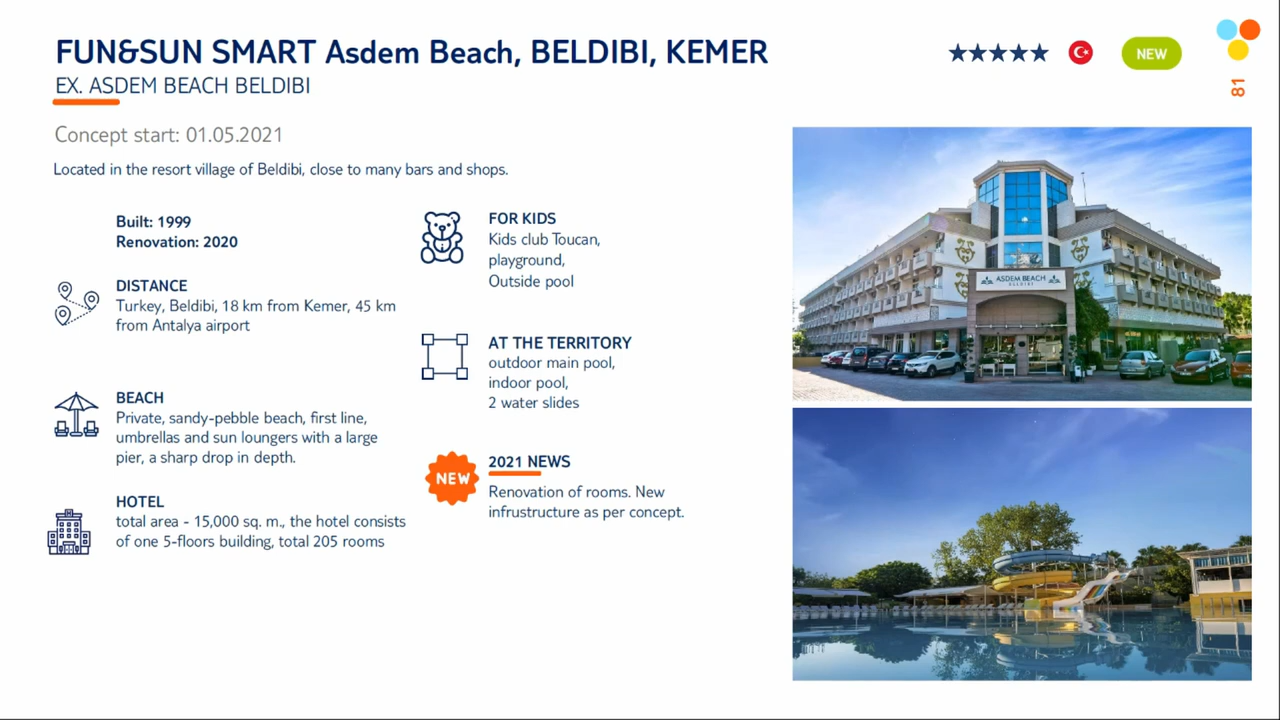 FUN&SUN SMART Asdem Beach, BELDIBI, KEMER
EX. ASDEM BEACH BELDIBI
NEW
81
Concept start: 01.05.2021
Located in the resort village of Beldibi, close to many bars and shops.
Built: 1999
Renovation: 2020
DISTANCE
Turkey, Beldibi, 18 km from Kemer, 45 km
from Antalya airport
BEACH
Private, sandy-pebble beach, first line,
umbrellas and sun loungers with a large
pier, a sharp drop in depth.
HOTEL
total area - 15,000 sq. m., the hotel consists
of one 5-floors building, total 205 rooms
FOR KIDS
Kids club Toucan,
playground,
Outside pool
AT THE TERRITORY
outdoor main pool,
indoor pool,
2 water slides
NEW
2021 NEWS
Renovation of rooms. New
infrustructure as per concept.
ASDEM BEACH
BELDIBI